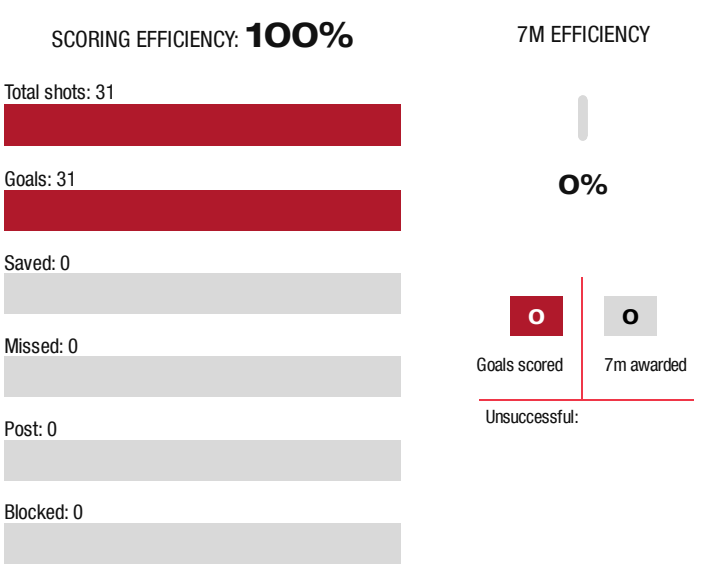 SCORING EFFICIENCY: 100%
Total shots: 31
Goals: 31
Saved: 0
Missed: 0
Post: 0
Blocked: 0
7M EFFICIENCY
0%
0 0
Goals scored 7m awarded
Unsuccessful: